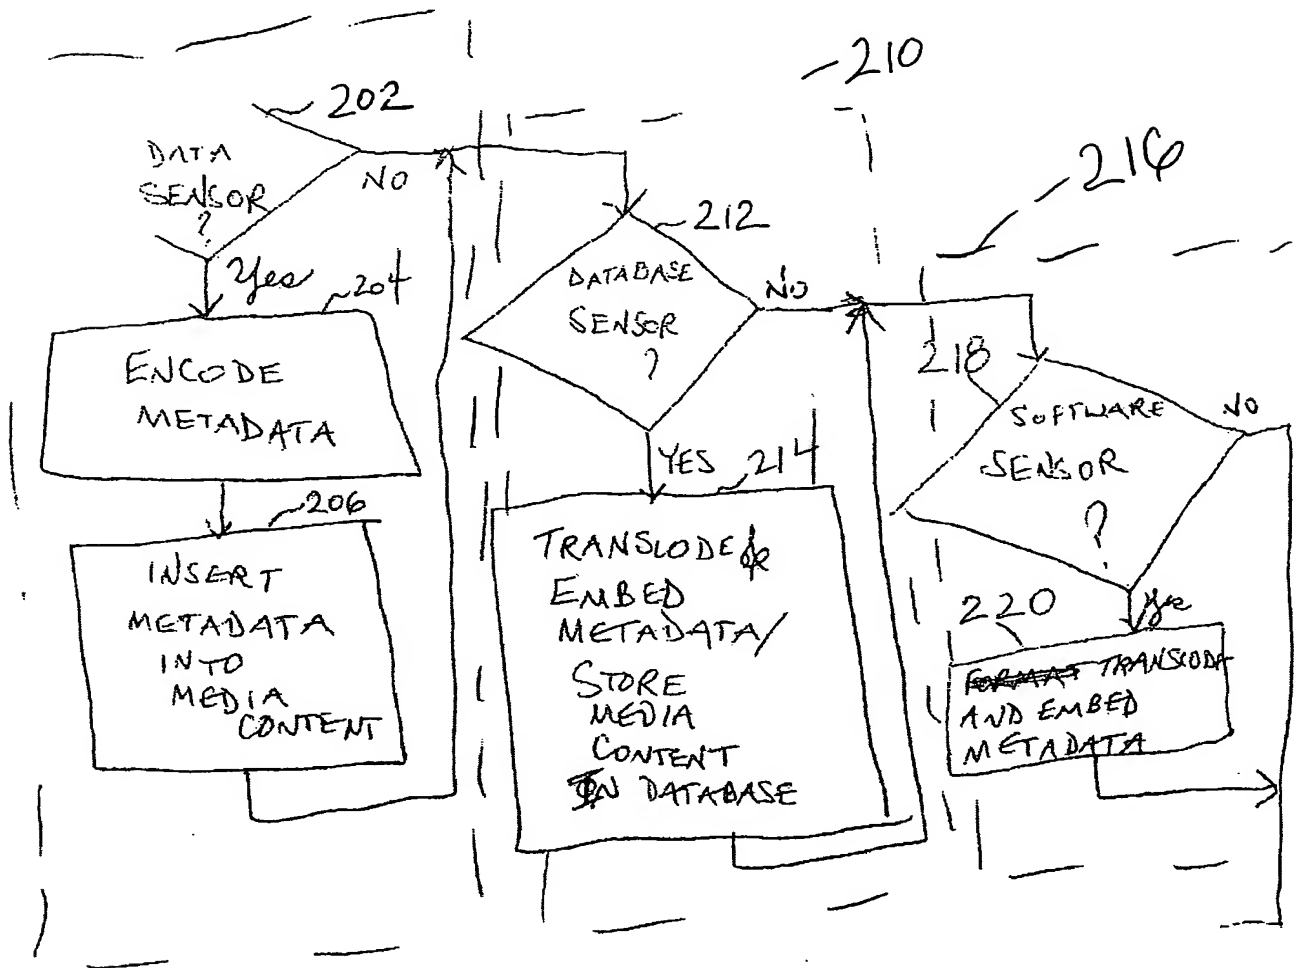 210
202
DATA
SENSOR
?
NO
Yes
204
ENCODE
METADATA
206
INSERT
METADATA
INTO
MEDIA
CONTENT
212
DATABASE
SENSOR
?
NO
YES
214
TRANSCODE &
EMBED
METADATA/
STORE
MEDIA
CONTENT
IN DATABASE
216
218
SOFTWARE
SENSOR
?
NO
Yes
220
FORMAT TRANSCODE
AND EMBED
METADATA